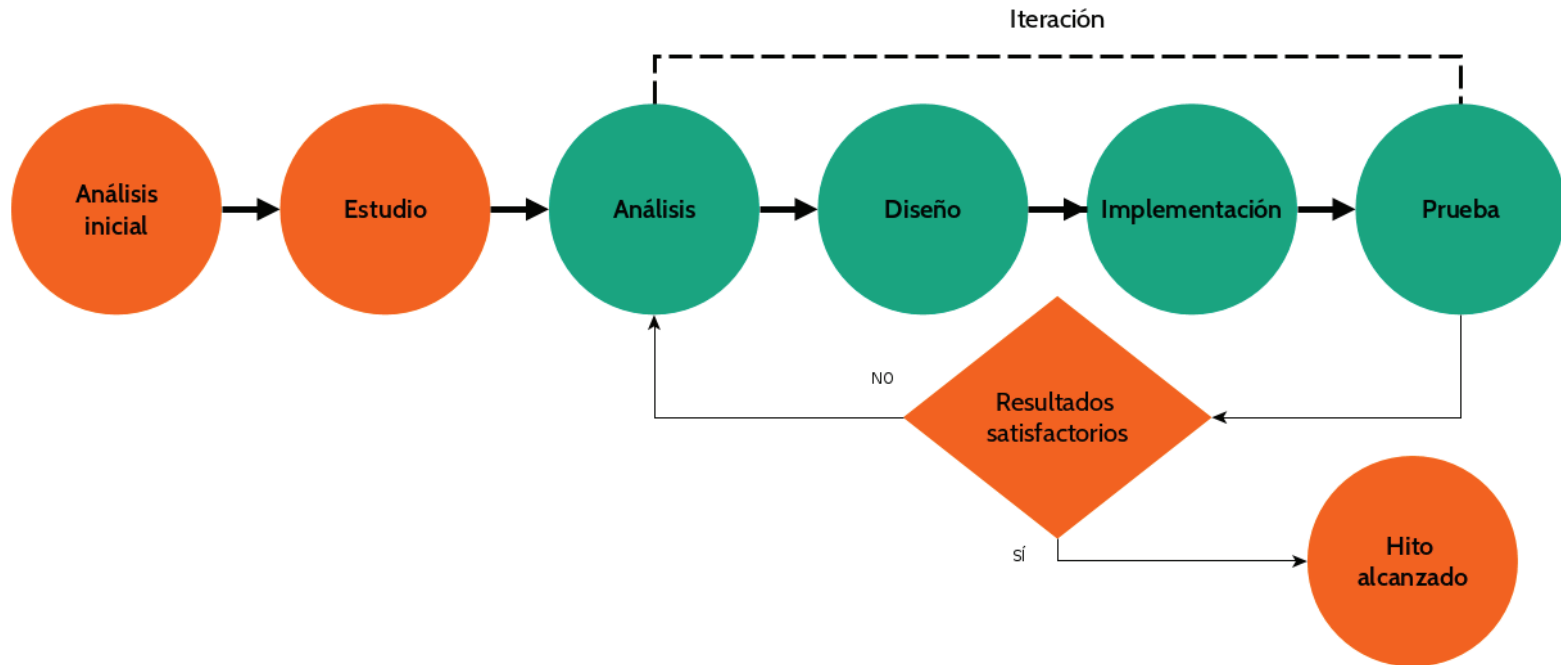 Iteración
Análisis
inicial
Estudio
Análisis
Diseño
Implementación
Prueba
NO
Resultados
satisfactorios
SÍ
Hito
alcanzado